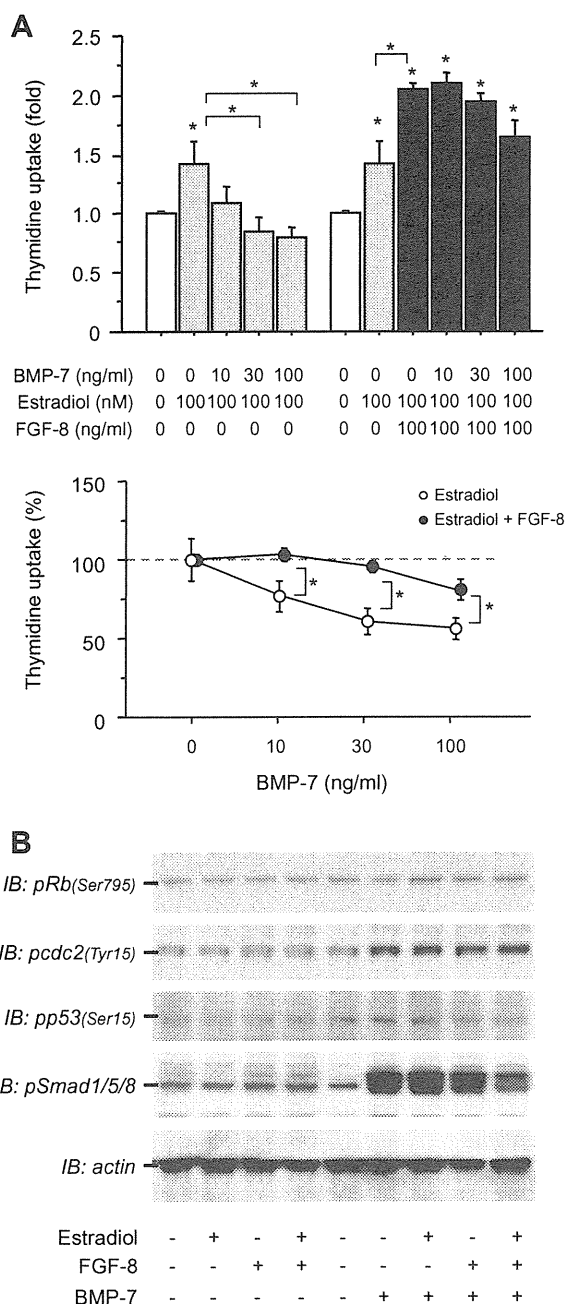 A
Thymidine uptake (fold)
2.5
2.0
1.5
1.0
0.5
0
* * * * * * * * * *
BMP-7 (ng/ml) 0 0 10 30 100 0 0 0 10 30 100
Estradiol (nM) 0 100 100 100 100 0 100 100 100 100 100
FGF-8 (ng/ml) 0 0 0 0 0 0 0 100 100 100 100
Thymidine uptake (%)
150
100
50
0
Estradiol
Estradiol + FGF-8
* * *
0 10 30 100
BMP-7 (ng/ml)
B
IB: pRb(Ser795)
IB: pcdc2(Tyr15)
IB: pp53(Ser15)
B: pSmad1/5/8
IB: actin
Estradiol - + - + - - + - +
FGF-8 - - + + - - - + +
BMP-7 - - - - - + + + +